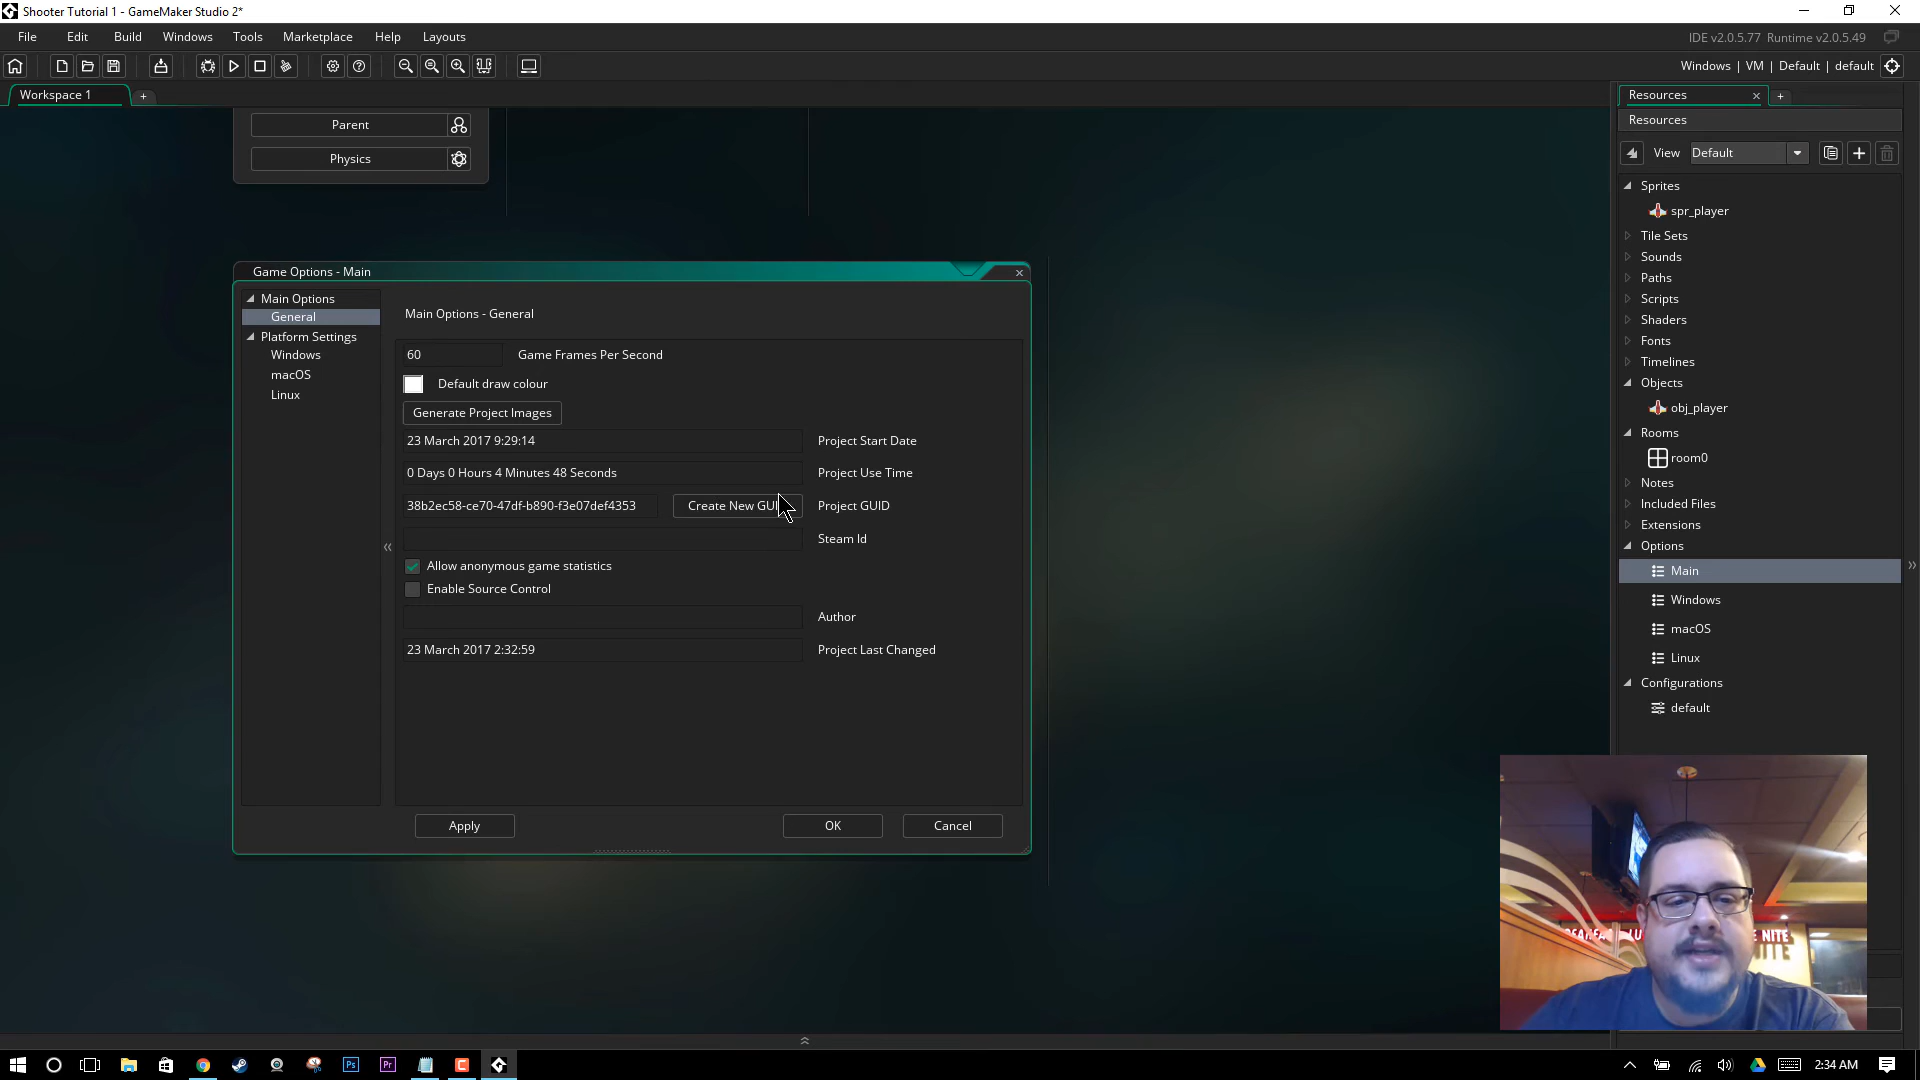 Shooter Tutorial 1 - GameMaker Studio 2*
File Edit Build Windows Tools Marketplace Help Layouts
IDE v2.0.5.77 Runtime v2.0.5.49
Windows | VM | Default | default
Workspace 1
Parent
Physics
Game Options - Main
Main Options
General
Platform Settings
Windows
macOS
Linux
Main Options - General
60 Game Frames Per Second
Default draw colour
Generate Project Images
23 March 2017 9:29:14 Project Start Date
0 Days 0 Hours 4 Minutes 48 Seconds Project Use Time
38b2ec58-ce70-47df-b890-f3e07def4353 Create New GUI Project GUID
Steam Id
Allow anonymous game statistics
Enable Source Control
Author
23 March 2017 2:32:59 Project Last Changed
Apply OK Cancel
Resources
Resources
View Default
Sprites
spr_player
Tile Sets
Sounds
Paths
Scripts
Shaders
Fonts
Timelines
Objects
obj_player
Rooms
room0
Notes
Included Files
Extensions
Options
Main
Windows
macOS
Linux
Configurations
default
NITE
Ps Pr
2:34 AM